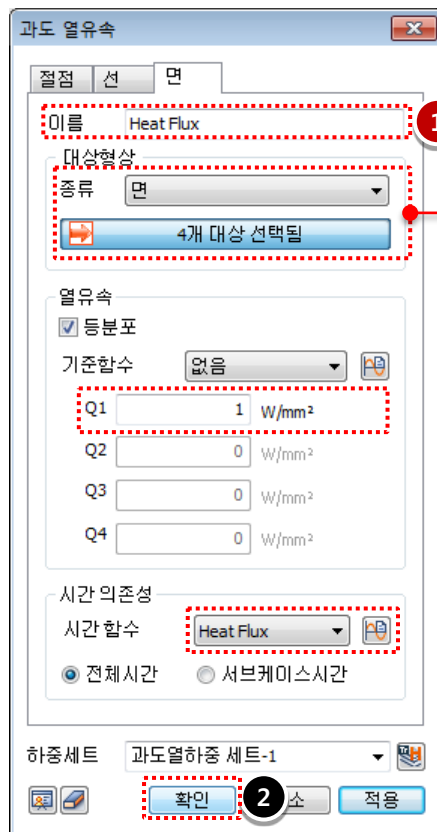 과도 열유속
절점 선 면
이름 Heat Flux
1
대상형상
종류 면
4개 대상 선택됨
열유속
등분포
기준함수 없음
Q1 1 W/mm²
Q2 0 W/mm²
Q3 0 W/mm²
Q4 0 W/mm²
시간 의존성
시간 함수 Heat Flux
전체시간 서브케이스시간
하중세트 과도열하중 세트-1
확인 2 소 적용